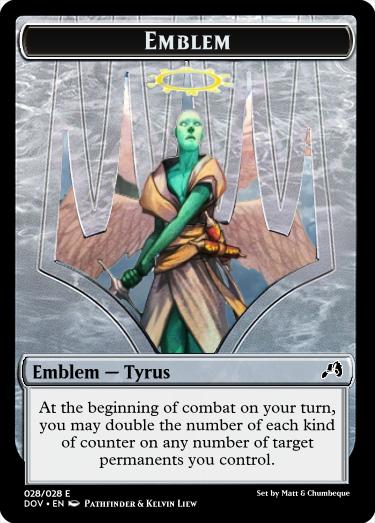 EMBLEM
Emblem — Tyrus
At the beginning of combat on your turn,
you may double the number of each kind
of counter on any number of target
permanents you control.
028/028 E
DOV • EN PATHFINDER & KELVIN LIEW
Set by Matt & Chumbeque